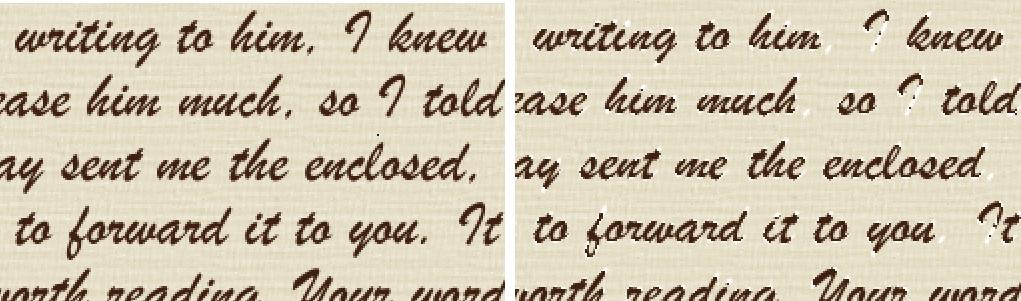 writing to him, I knew
ease him much, so I told
ay sent me the enclosed,
to forward it to you. It
orth reading. Your word
writing to him, I knew
ease him much, so I told
ay sent me the enclosed,
to forward it to you. It
orth reading. Your word